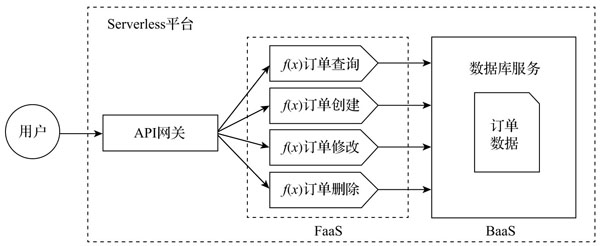 Serverless平台
用户
API网关
f(x)订单查询
f(x)订单创建
f(x)订单修改
f(x)订单删除
FaaS
数据库服务
订单
数据
BaaS